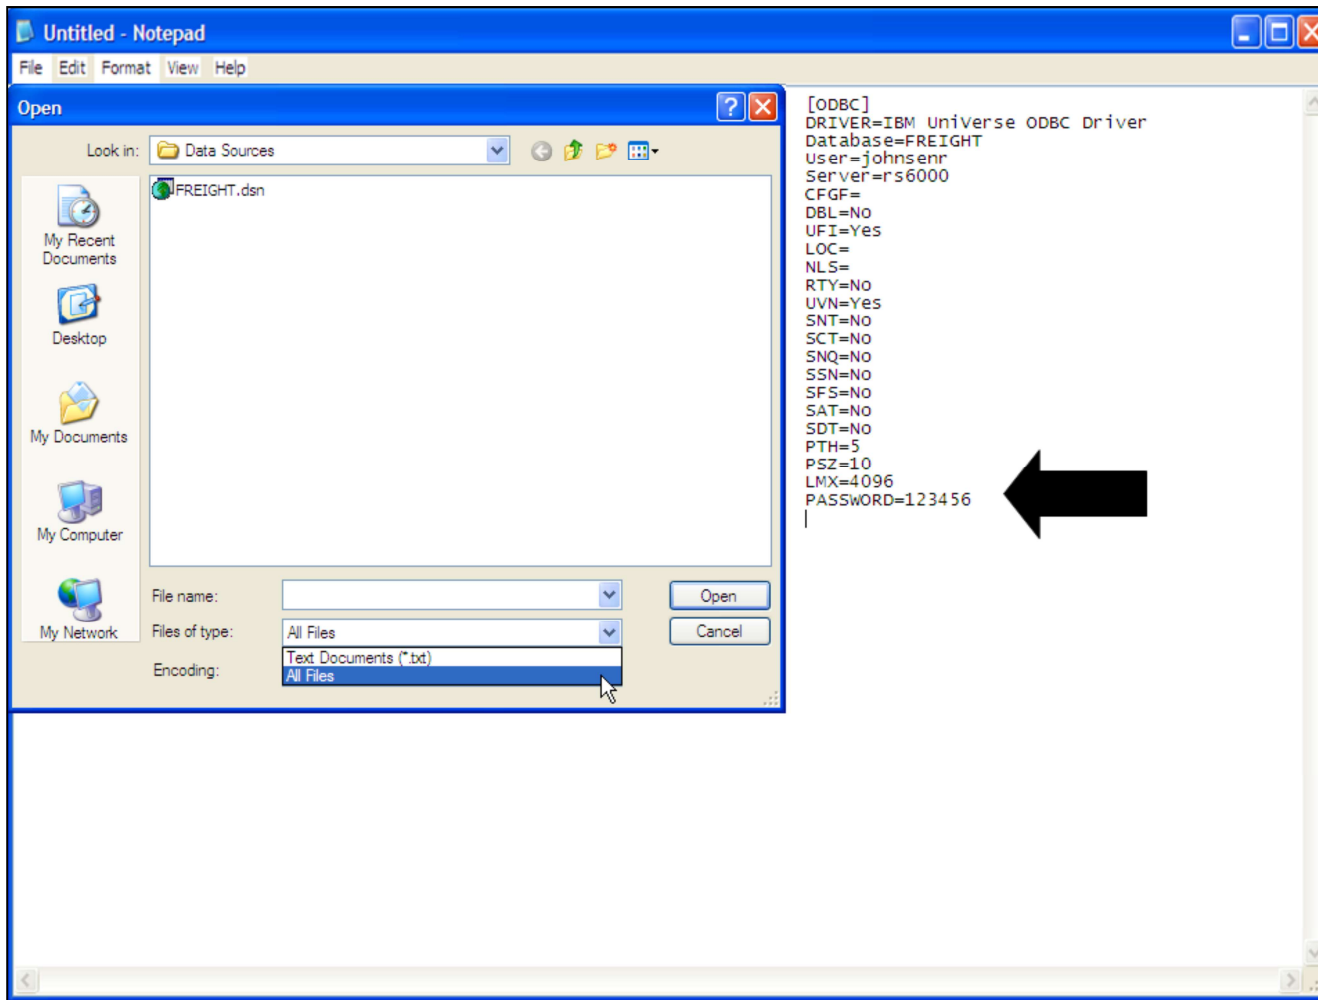 Untitled - Notepad
File Edit Format View Help
Open
Look in: Data Sources
FREIGHT.dsn
My Recent
Documents
Desktop
My Documents
My Computer
My Network
File name:
Open
Files of type: All Files
Cancel
Text Documents (*.txt)
All Files
Encoding:
[ODBC]
DRIVER=IBM UniVerse ODBC Driver
Database=FREIGHT
User=johnsenr
Server=rs6000
CFGF=
DBL=No
UFI=Yes
LOC=
NLS=
RTY=No
UVN=Yes
SNT=No
SCT=No
SNQ=No
SSN=No
SFS=No
SAT=No
SDT=No
PTH=5
PSZ=10
LMX=4096
PASSWORD=123456